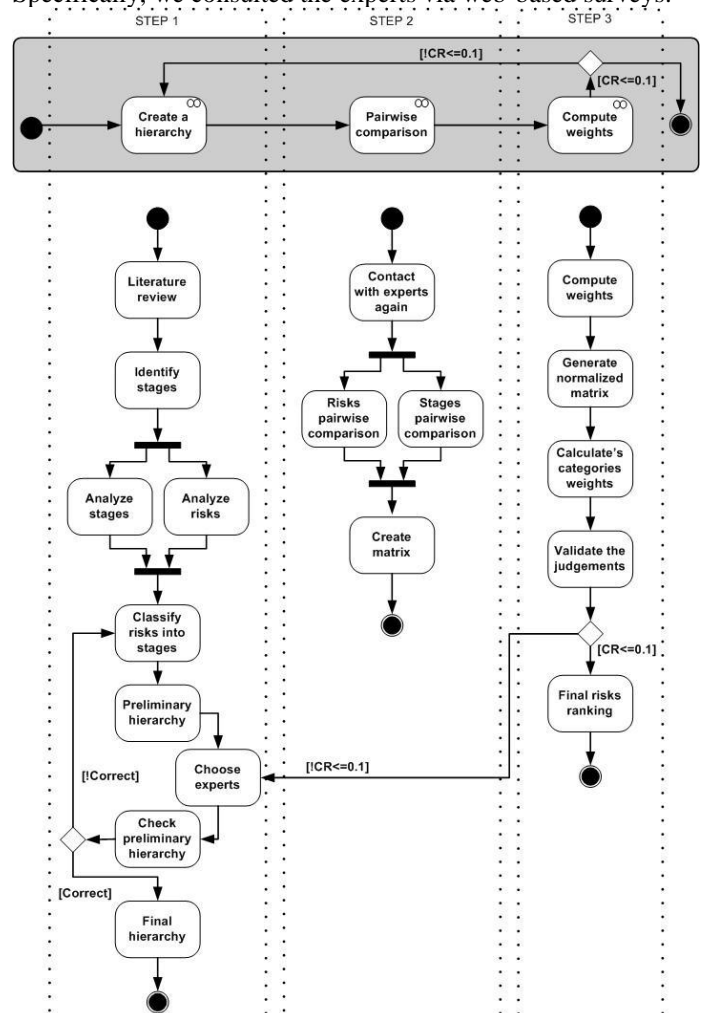 Specifically, we consulted the experts via web-based surveys.
STEP 1
STEP 2
STEP 3
[!CR<=0.1]
[CR<=0.1]
Create a
hierarchy
Pairwise
comparison
Compute
weights
Literature
review
Identify
stages
Analyze
stages
Analyze
risks
Classify
risks into
stages
Preliminary
hierarchy
Choose
experts
[!Correct]
Check
preliminary
hierarchy
[Correct]
Final
hierarchy
Contact
with experts
again
Risks
pairwise
comparison
Stages
pairwise
comparison
Create
matrix
Compute
weights
Generate
normalized
matrix
Calculate's
categories
weights
Validate the
judgements
[CR<=0.1]
Final risks
ranking
[!CR<=0.1]